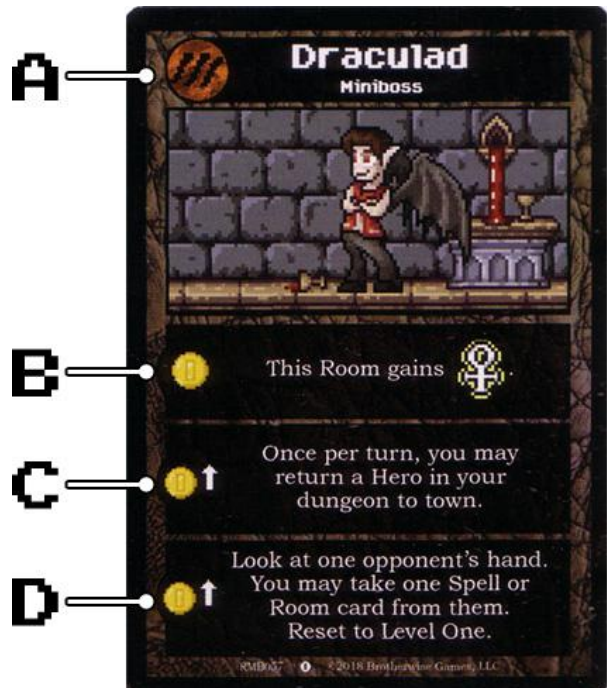 A
Draculad
Miniboss
B
This Room gains
C
Once per turn, you may
return a Hero in your
dungeon to town.
D
Look at one opponent's hand.
You may take one Spell or
Room card from them.
Reset to Level One.
©2018 Brotherwise Games, LLC